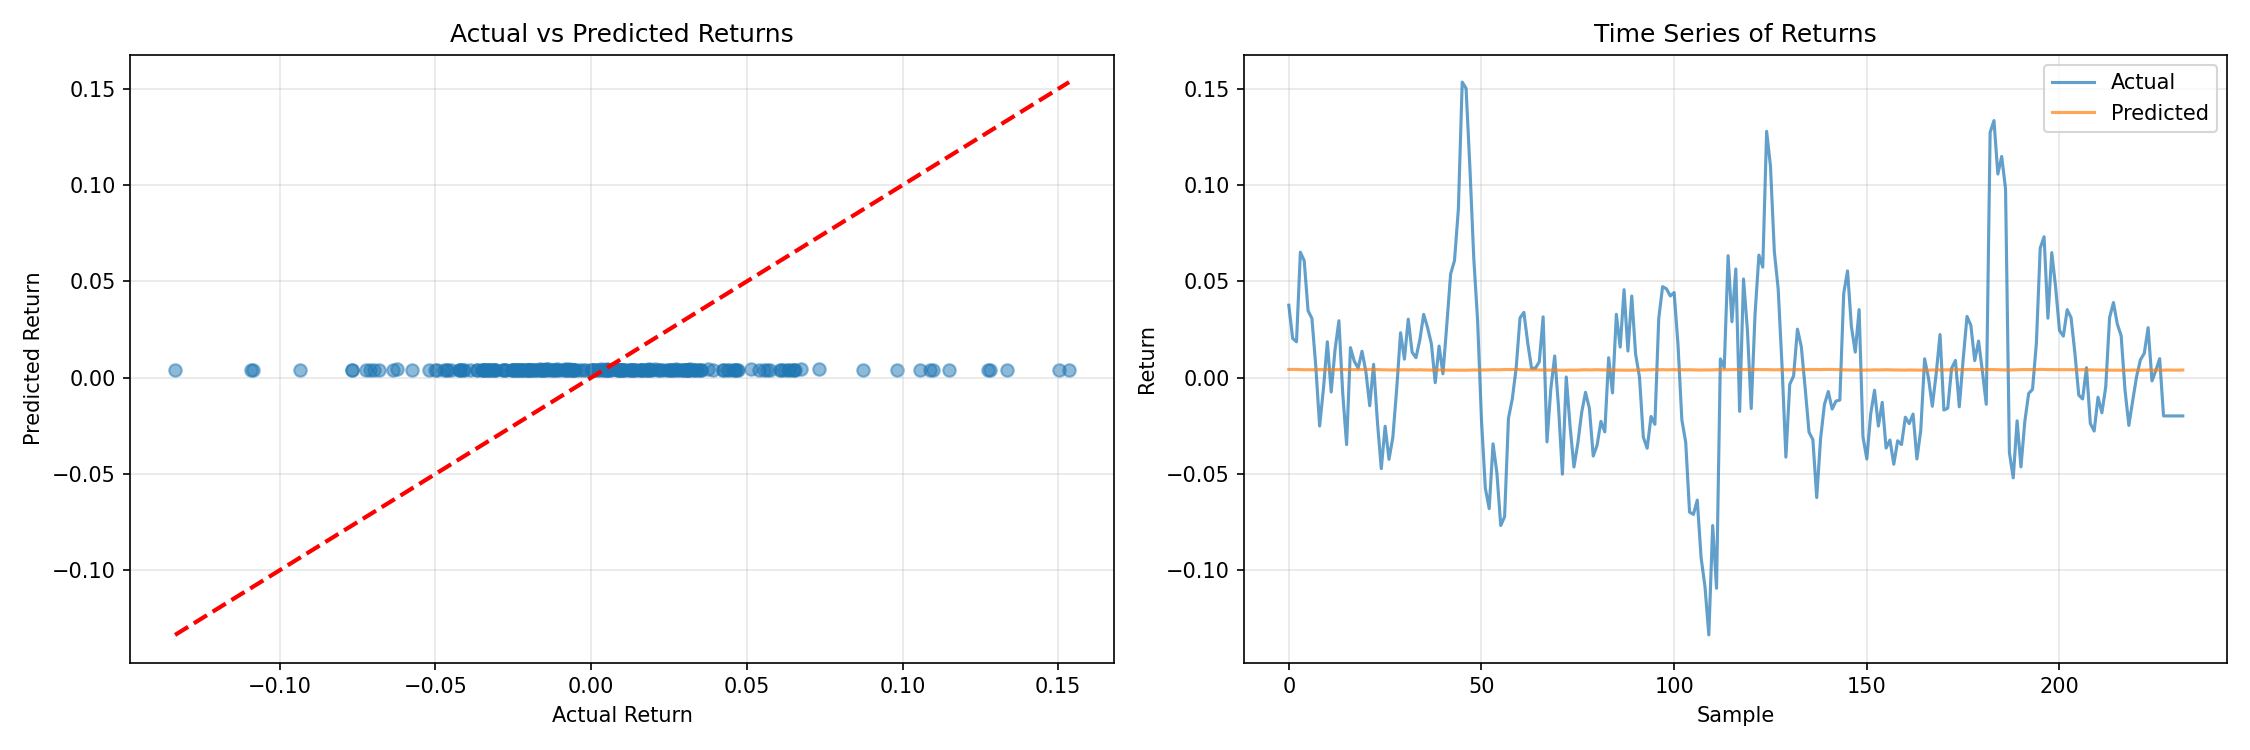 Actual vs Predicted Returns
0.15
0.10
0.05
0.00
−0.05
−0.10
Predicted Return
−0.10 −0.05 0.00 0.05 0.10 0.15
Actual Return
Time Series of Returns
Actual
Predicted
0.15
0.10
0.05
0.00
−0.05
−0.10
Return
0 50 100 150 200
Sample